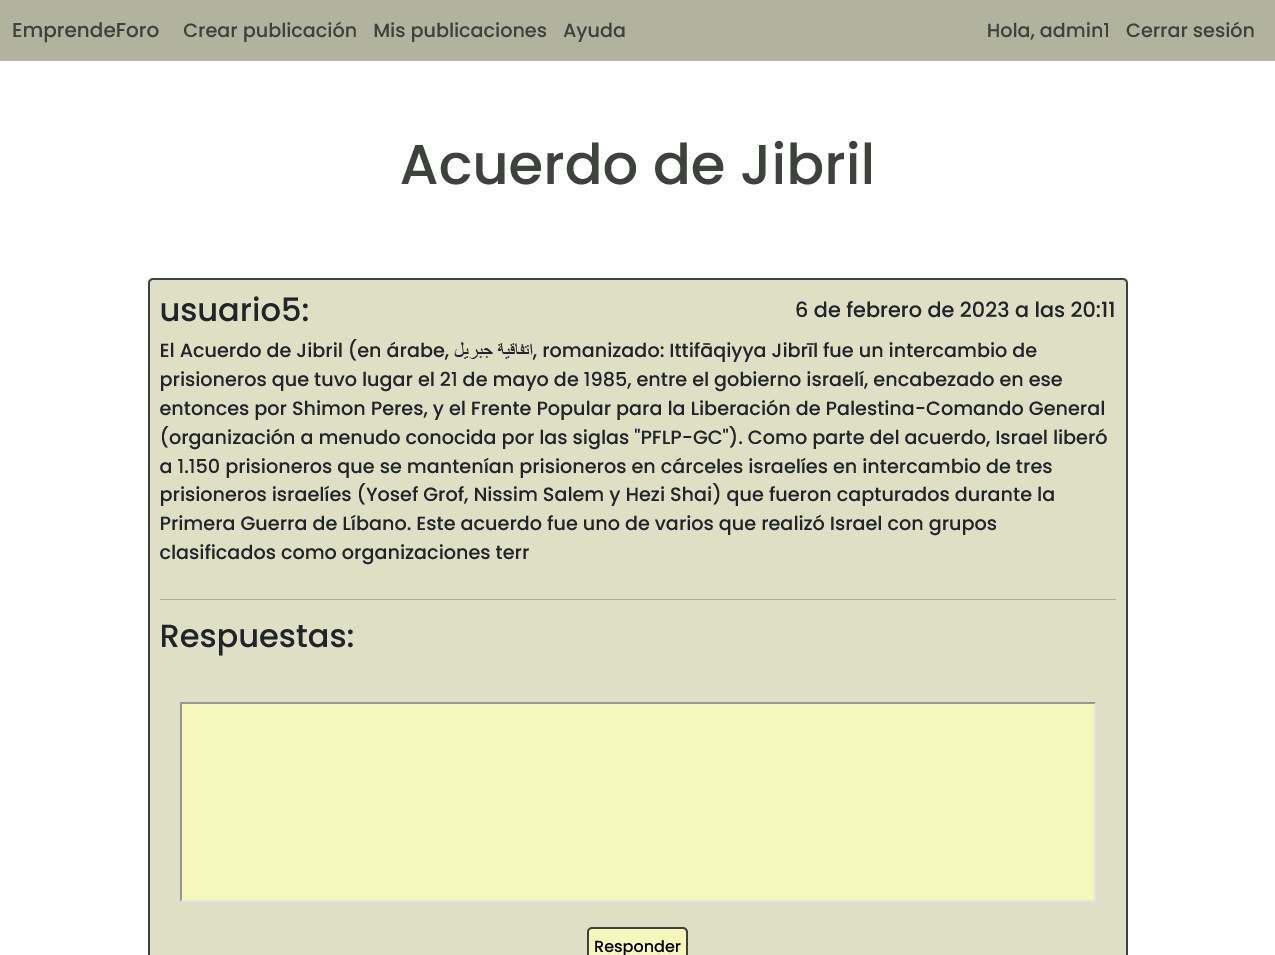 EmprendeForo Crear publicación Mis publicaciones Ayuda Hola, admin1 Cerrar sesión
Acuerdo de Jibril
usuario5: 6 de febrero de 2023 a las 20:11
El Acuerdo de Jibril (en árabe, اتفاقية جبريل, romanizado: Ittifāqiyya Jibrīl fue un intercambio de
prisioneros que tuvo lugar el 21 de mayo de 1985, entre el gobierno israelí, encabezado en ese
entonces por Shimon Peres, y el Frente Popular para la Liberación de Palestina-Comando General
(organización a menudo conocida por las siglas "PFLP-GC"). Como parte del acuerdo, Israel liberó
a 1.150 prisioneros que se mantenían prisioneros en cárceles israelíes en intercambio de tres
prisioneros israelíes (Yosef Grof, Nissim Salem y Hezi Shai) que fueron capturados durante la
Primera Guerra de Líbano. Este acuerdo fue uno de varios que realizó Israel con grupos
clasificados como organizaciones terr
Respuestas:
Responder